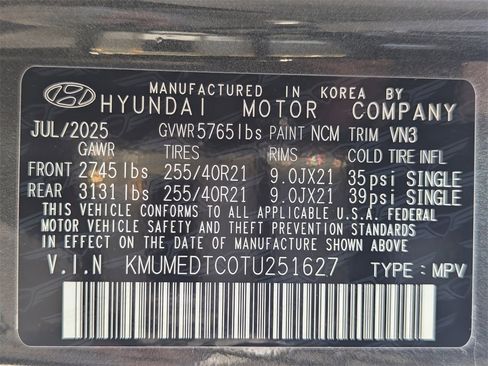 MANUFACTURED IN KOREA BY
HYUNDAI MOTOR COMPANY
JUL/2025 GVWR 5765lbs PAINT NCM TRIM VN3
GAWR TIRES RIMS COLD TIRE INFL
FRONT 2745 lbs 255/40R21 9.0JX21 35psi SINGLE
REAR 3131 lbs 255/40R21 9.0JX21 39psi SINGLE
THIS VEHICLE CONFORMS TO ALL APPLICABLE U.S.A. FEDERAL
MOTOR VEHICLE SAFETY AND THEFT PREVENTION STANDARDS
IN EFFECT ON THE DATE OF MANUFACTURE SHOWN ABOVE.
V.I.N KMUMEDTC0TU251627 TYPE : MPV